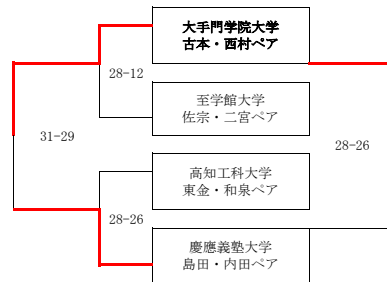 大手門学院大学
古本・西村ペア
28-12
至学館大学
佐宗・二宮ペア
31-29
28-26
高知工科大学
東金・和泉ペア
28-26
慶應義塾大学
島田・内田ペア